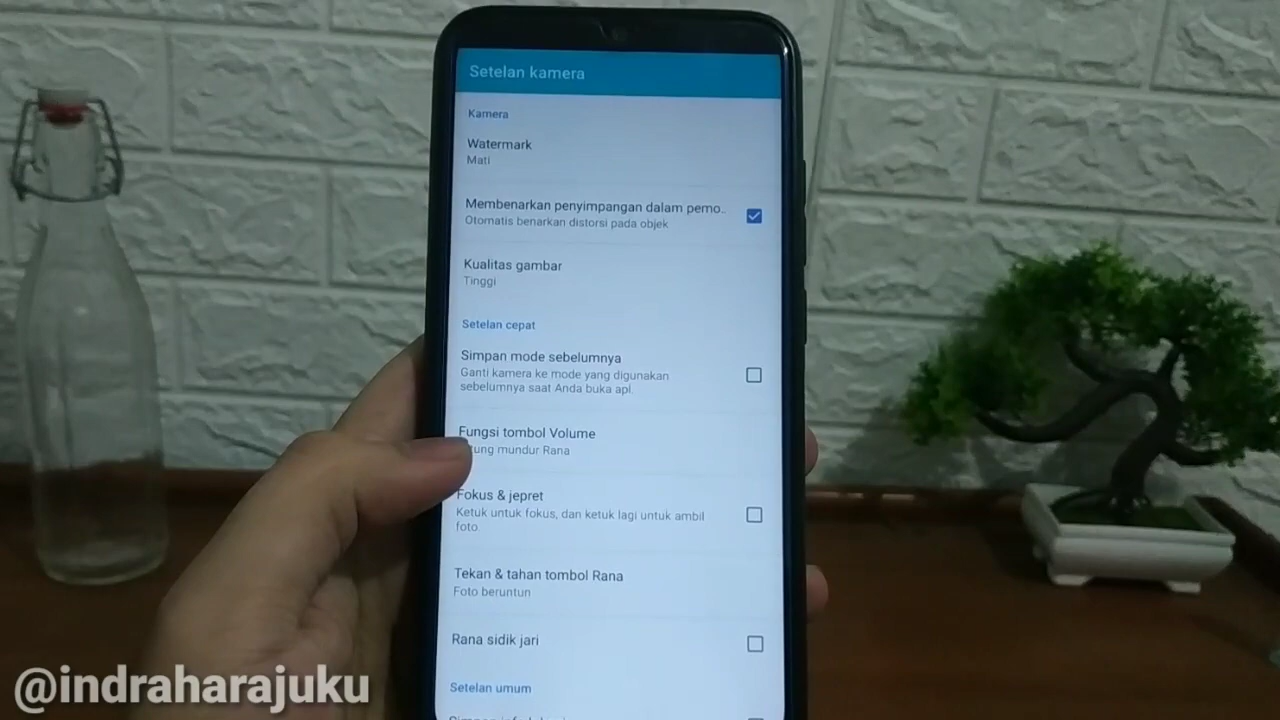 Setelan kamera
Kamera
Watermark
Mati
Membenarkan penyimpangan dalam pemo..
Otomatis benarkan distorsi pada objek
Kualitas gambar
Tinggi
Setelan cepat
Simpan mode sebelumnya
Ganti kamera ke mode yang digunakan
sebelumnya saat Anda buka apl.
Fungsi tombol Volume
tung mundur Rana
Fokus & jepret
Ketuk untuk fokus, dan ketuk lagi untuk ambil
foto.
Tekan & tahan tombol Rana
Foto beruntun
Rana sidik jari
Setelan umum
@indraharajuku